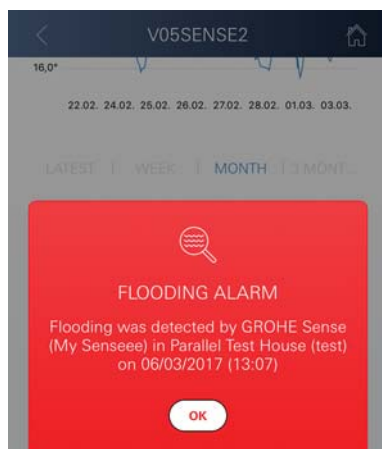 V05SENSE2
16,0°
22.02. 24.02. 25.02. 26.02. 27.02. 28.02. 01.03. 03.03.
LATEST | WEEK | MONTH | 3 MONT...
FLOODING ALARM
Flooding was detected by GROHE Sense
(My Senseee) in Parallel Test House (test)
on 06/03/2017 (13:07)
OK